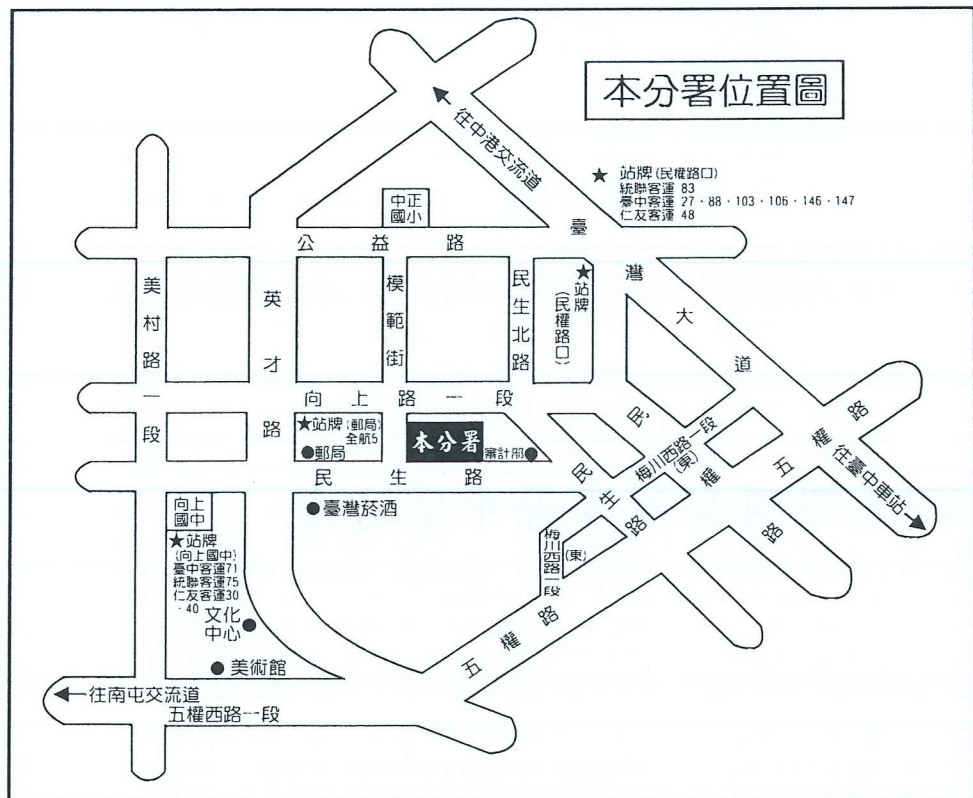 本分署位置圖
往中港交流道
★ 站牌 (民權路口)
統聯客運 83
臺中客運 27・88・103・106・146・147
仁友客運 48
中正
國小
公益路
臺灣大道
美村路一段
英才路
模範街
民生北路
★站牌
(民權路口)
向上路一段
★站牌 (郵局)
全航5
●郵局
本分署
審計部●
民生路
民權路
民生路
梅川西路一段
(東)
五權路
往臺中車站
向上
國中
●臺灣菸酒
★站牌
(向上國中)
臺中客運71
統聯客運75
仁友客運30
・40
文化
中心●
●美術館
梅川西路一段
(東)
五權路
往南屯交流道
五權西路一段